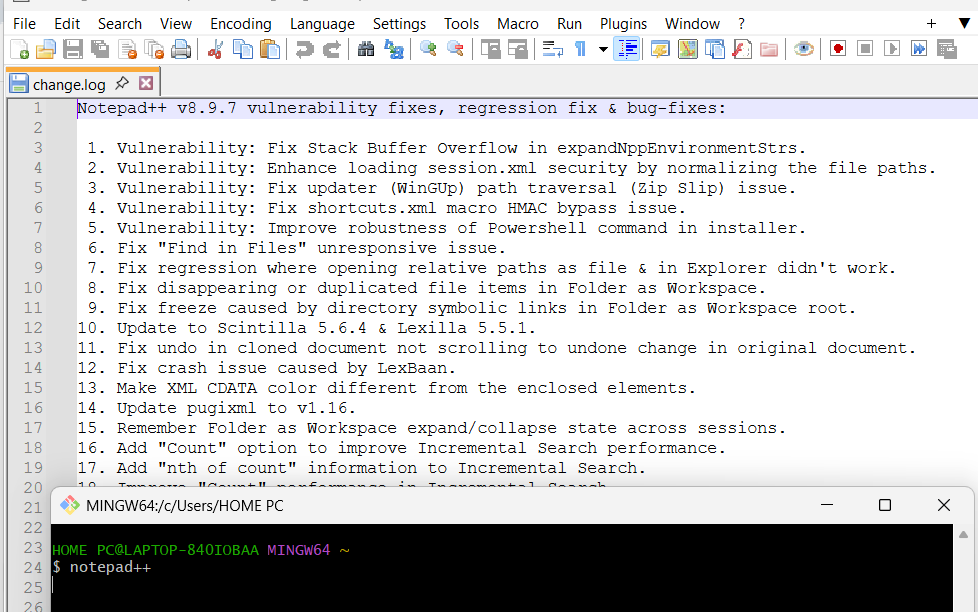 File Edit Search View Encoding Language Settings Tools Macro Run Plugins Window ? + ▼
change.log
1 Notepad++ v8.9.7 vulnerability fixes, regression fix & bug-fixes:
2
3 1. Vulnerability: Fix Stack Buffer Overflow in expandNppEnvironmentStrs.
4 2. Vulnerability: Enhance loading session.xml security by normalizing the file paths.
5 3. Vulnerability: Fix updater (WinGUp) path traversal (Zip Slip) issue.
6 4. Vulnerability: Fix shortcuts.xml macro HMAC bypass issue.
7 5. Vulnerability: Improve robustness of Powershell command in installer.
8 6. Fix "Find in Files" unresponsive issue.
9 7. Fix regression where opening relative paths as file & in Explorer didn't work.
10 8. Fix disappearing or duplicated file items in Folder as Workspace.
11 9. Fix freeze caused by directory symbolic links in Folder as Workspace root.
12 10. Update to Scintilla 5.6.4 & Lexilla 5.5.1.
13 11. Fix undo in cloned document not scrolling to undone change in original document.
14 12. Fix crash issue caused by LexBaan.
15 13. Make XML CDATA color different from the enclosed elements.
16 14. Update pugixml to v1.16.
17 15. Remember Folder as Workspace expand/collapse state across sessions.
18 16. Add "Count" option to improve Incremental Search performance.
19 17. Add "nth of count" information to Incremental Search.
20 18. Improve "Count" performance in Incremental Search
21 MINGW64:/c/Users/HOME PC
22
23 HOME PC@LAPTOP-84OIOBAA MINGW64 ~
24 $ notepad++
25
26